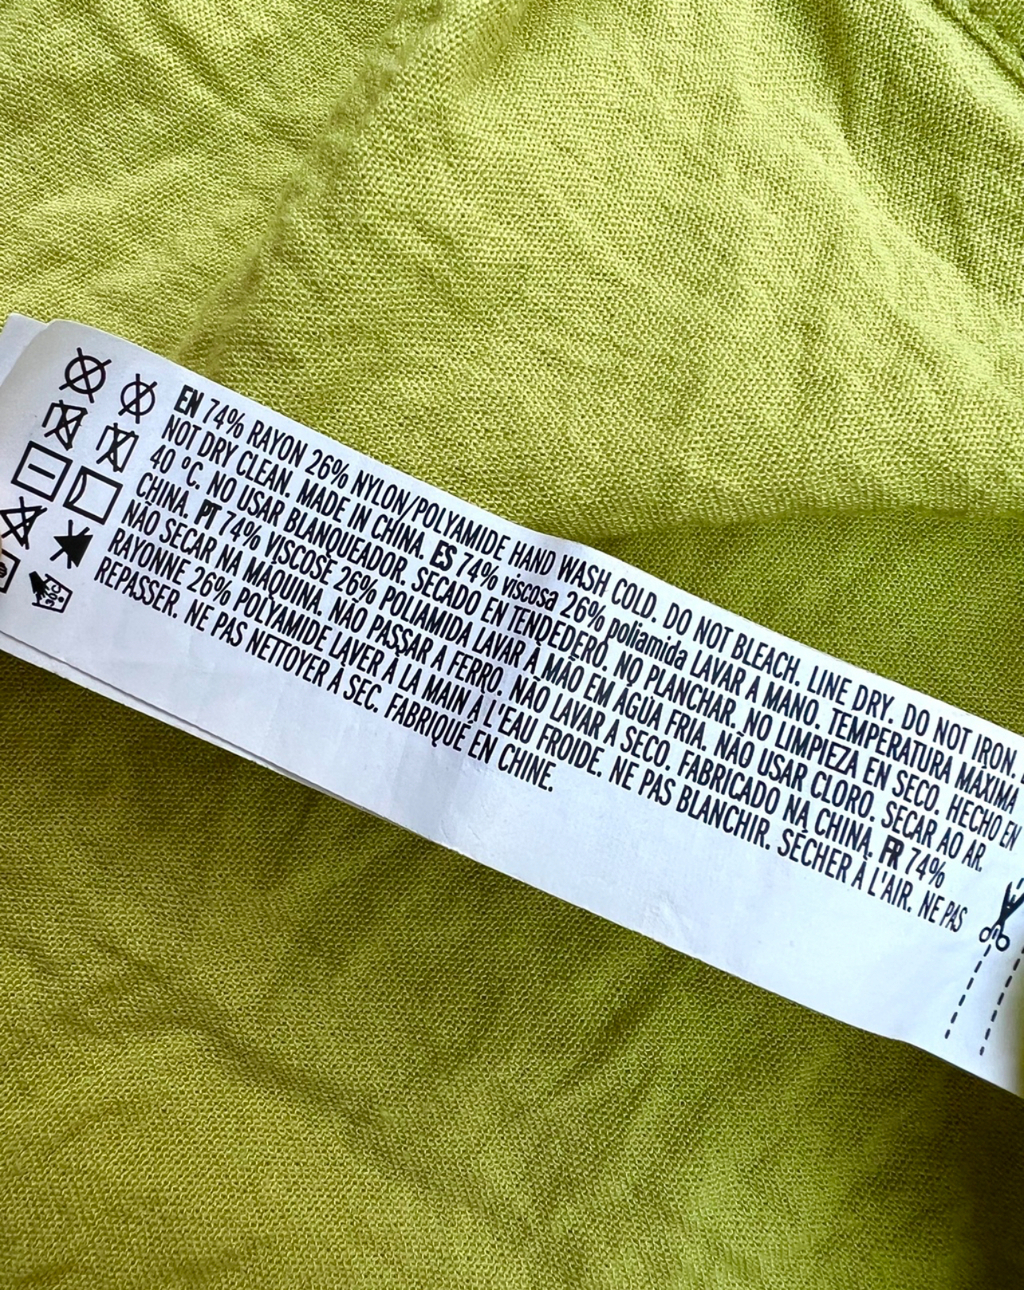 EN 74% RAYON 26% NYLON/POLYAMIDE HAND WASH COLD. DO NOT BLEACH. LINE DRY. DO NOT IRON.
NOT DRY CLEAN. MADE IN CHINA. ES 74% viscosa 26% poliamida LAVAR A MANO. TEMPERATURA MÁXIMA
40 °C. NO USAR BLANQUEADOR. SECADO EN TENDEDERO. NO PLANCHAR. NO LIMPIEZA EN SECO. HECHO EN
CHINA. PT 74% VISCOSE 26% POLIAMIDA LAVAR À MÃO EM ÁGUA FRIA. NÃO USAR CLORO. SECAR AO AR.
NÃO SECAR NA MÁQUINA. NÃO PASSAR A FERRO. NÃO LAVAR A SECO. FABRICADO NA CHINA. FR 74%
RAYONNE 26% POLYAMIDE LAVER À LA MAIN À L'EAU FROIDE. NE PAS BLANCHIR. SÉCHER À L'AIR. NE PAS
REPASSER. NE PAS NETTOYER À SEC. FABRIQUÉ EN CHINE.